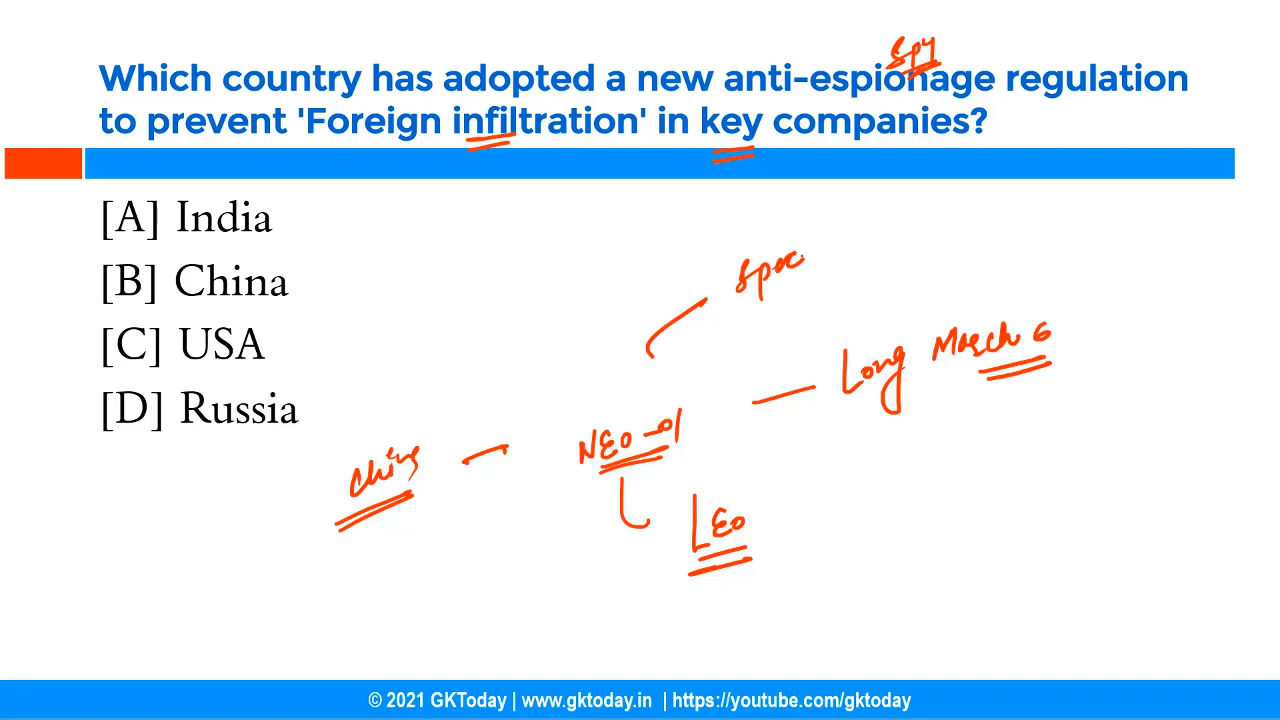 Spy
Which country has adopted a new anti-espionage regulation
to prevent 'Foreign infiltration' in key companies?
[A] India
[B] China
[C] USA
[D] Russia
Long March 6
NEO-01
LEO
© 2021 GKToday | www.gktoday.in | https://youtube.com/gktoday